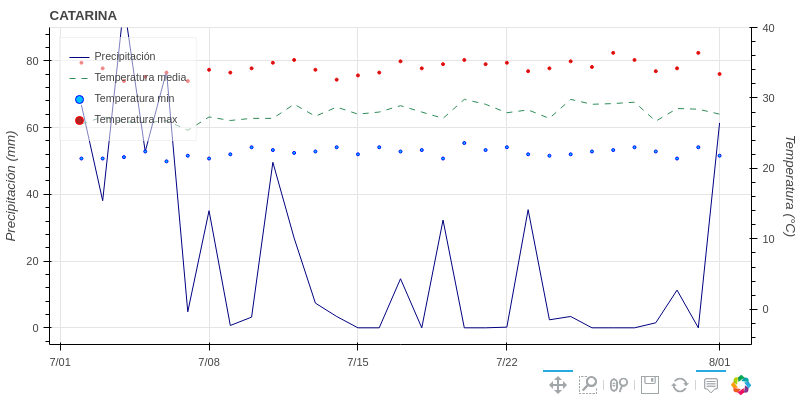 CATARINA
Precipitación
Temperatura media
Temperatura min
Temperatura max
Precipitación (mm)
80
60
40
20
0
Temperatura (°C)
40
30
20
10
0
7/01
7/08
7/15
7/22
8/01